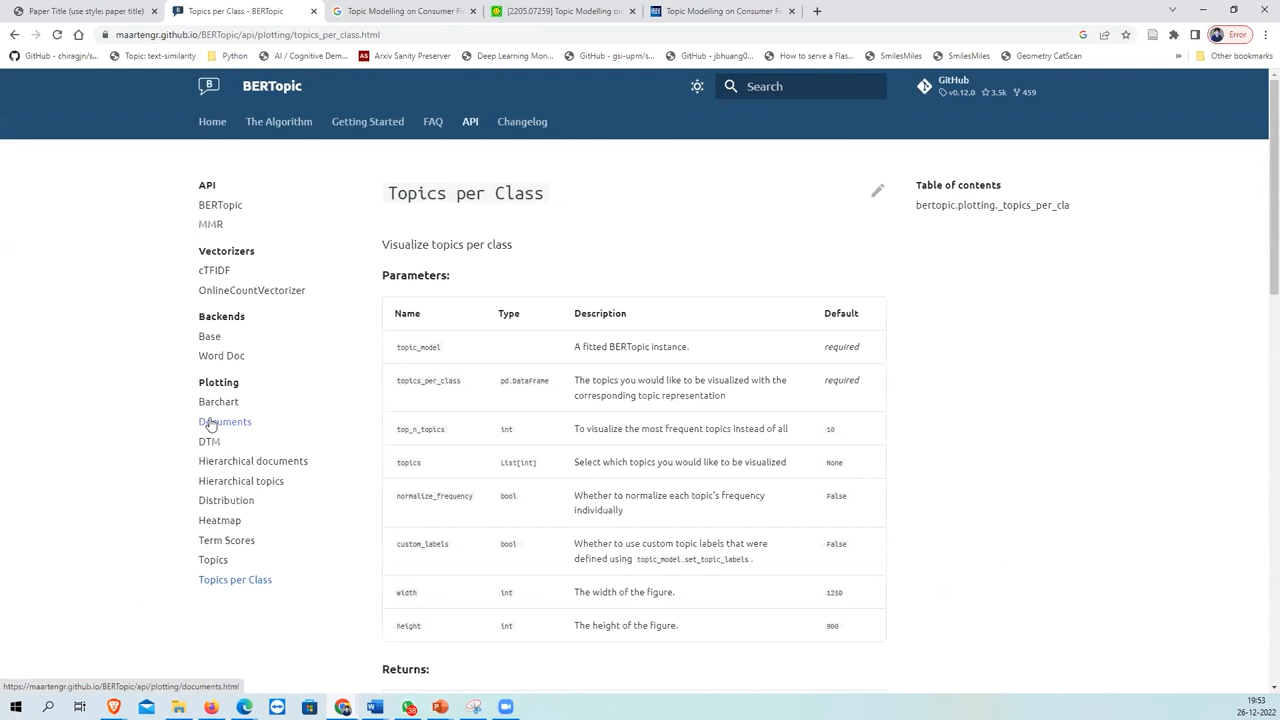 Paper Title (use style: paper title)
Topics per Class - BERTopic
Topic Modelling on Consumer Fi
[2205.07259] Topic Modelling on
Topic Modelling on Consumer Fi
maartengr.github.io/BERTopic/api/plotting/topics_per_class.html
Error
GitHub - chiragjn/s...
Topic: text-similarity
Python
AI / Cognitive Dem...
Arxiv Sanity Preserver
Deep Learning Mon...
GitHub - gsi-upm/s...
GitHub - jbhuang0...
How to serve a Flas...
SmilesMiles
SmilesMiles
Geometry CatScan
»
Other bookmarks
BERTopic
Search
GitHub
v0.12.0 3.5k 459
Home
The Algorithm
Getting Started
FAQ
API
Changelog
API
BERTopic
MMR
Vectorizers
cTFIDF
OnlineCountVectorizer
Backends
Base
Word Doc
Plotting
Barchart
Documents
DTM
Hierarchical documents
Hierarchical topics
Distribution
Heatmap
Term Scores
Topics
Topics per Class
Topics per Class
Visualize topics per class
Parameters:
Name Type Description Default
topic_model A fitted BERTopic instance. required
topics_per_class pd.DataFrame The topics you would like to be visualized with the required
corresponding topic representation
top_n_topics int To visualize the most frequent topics instead of all 10
topics List[int] Select which topics you would like to be visualized None
normalize_frequency bool Whether to normalize each topic's frequency False
individually
custom_labels bool Whether to use custom topic labels that were False
defined using topic_model.set_topic_labels.
width int The width of the figure. 1250
height int The height of the figure. 900
Returns:
Table of contents
bertopic.plotting._topics_per_cla
https://maartengr.github.io/BERTopic/api/plotting/documents.html
38
19:53
26-12-2022